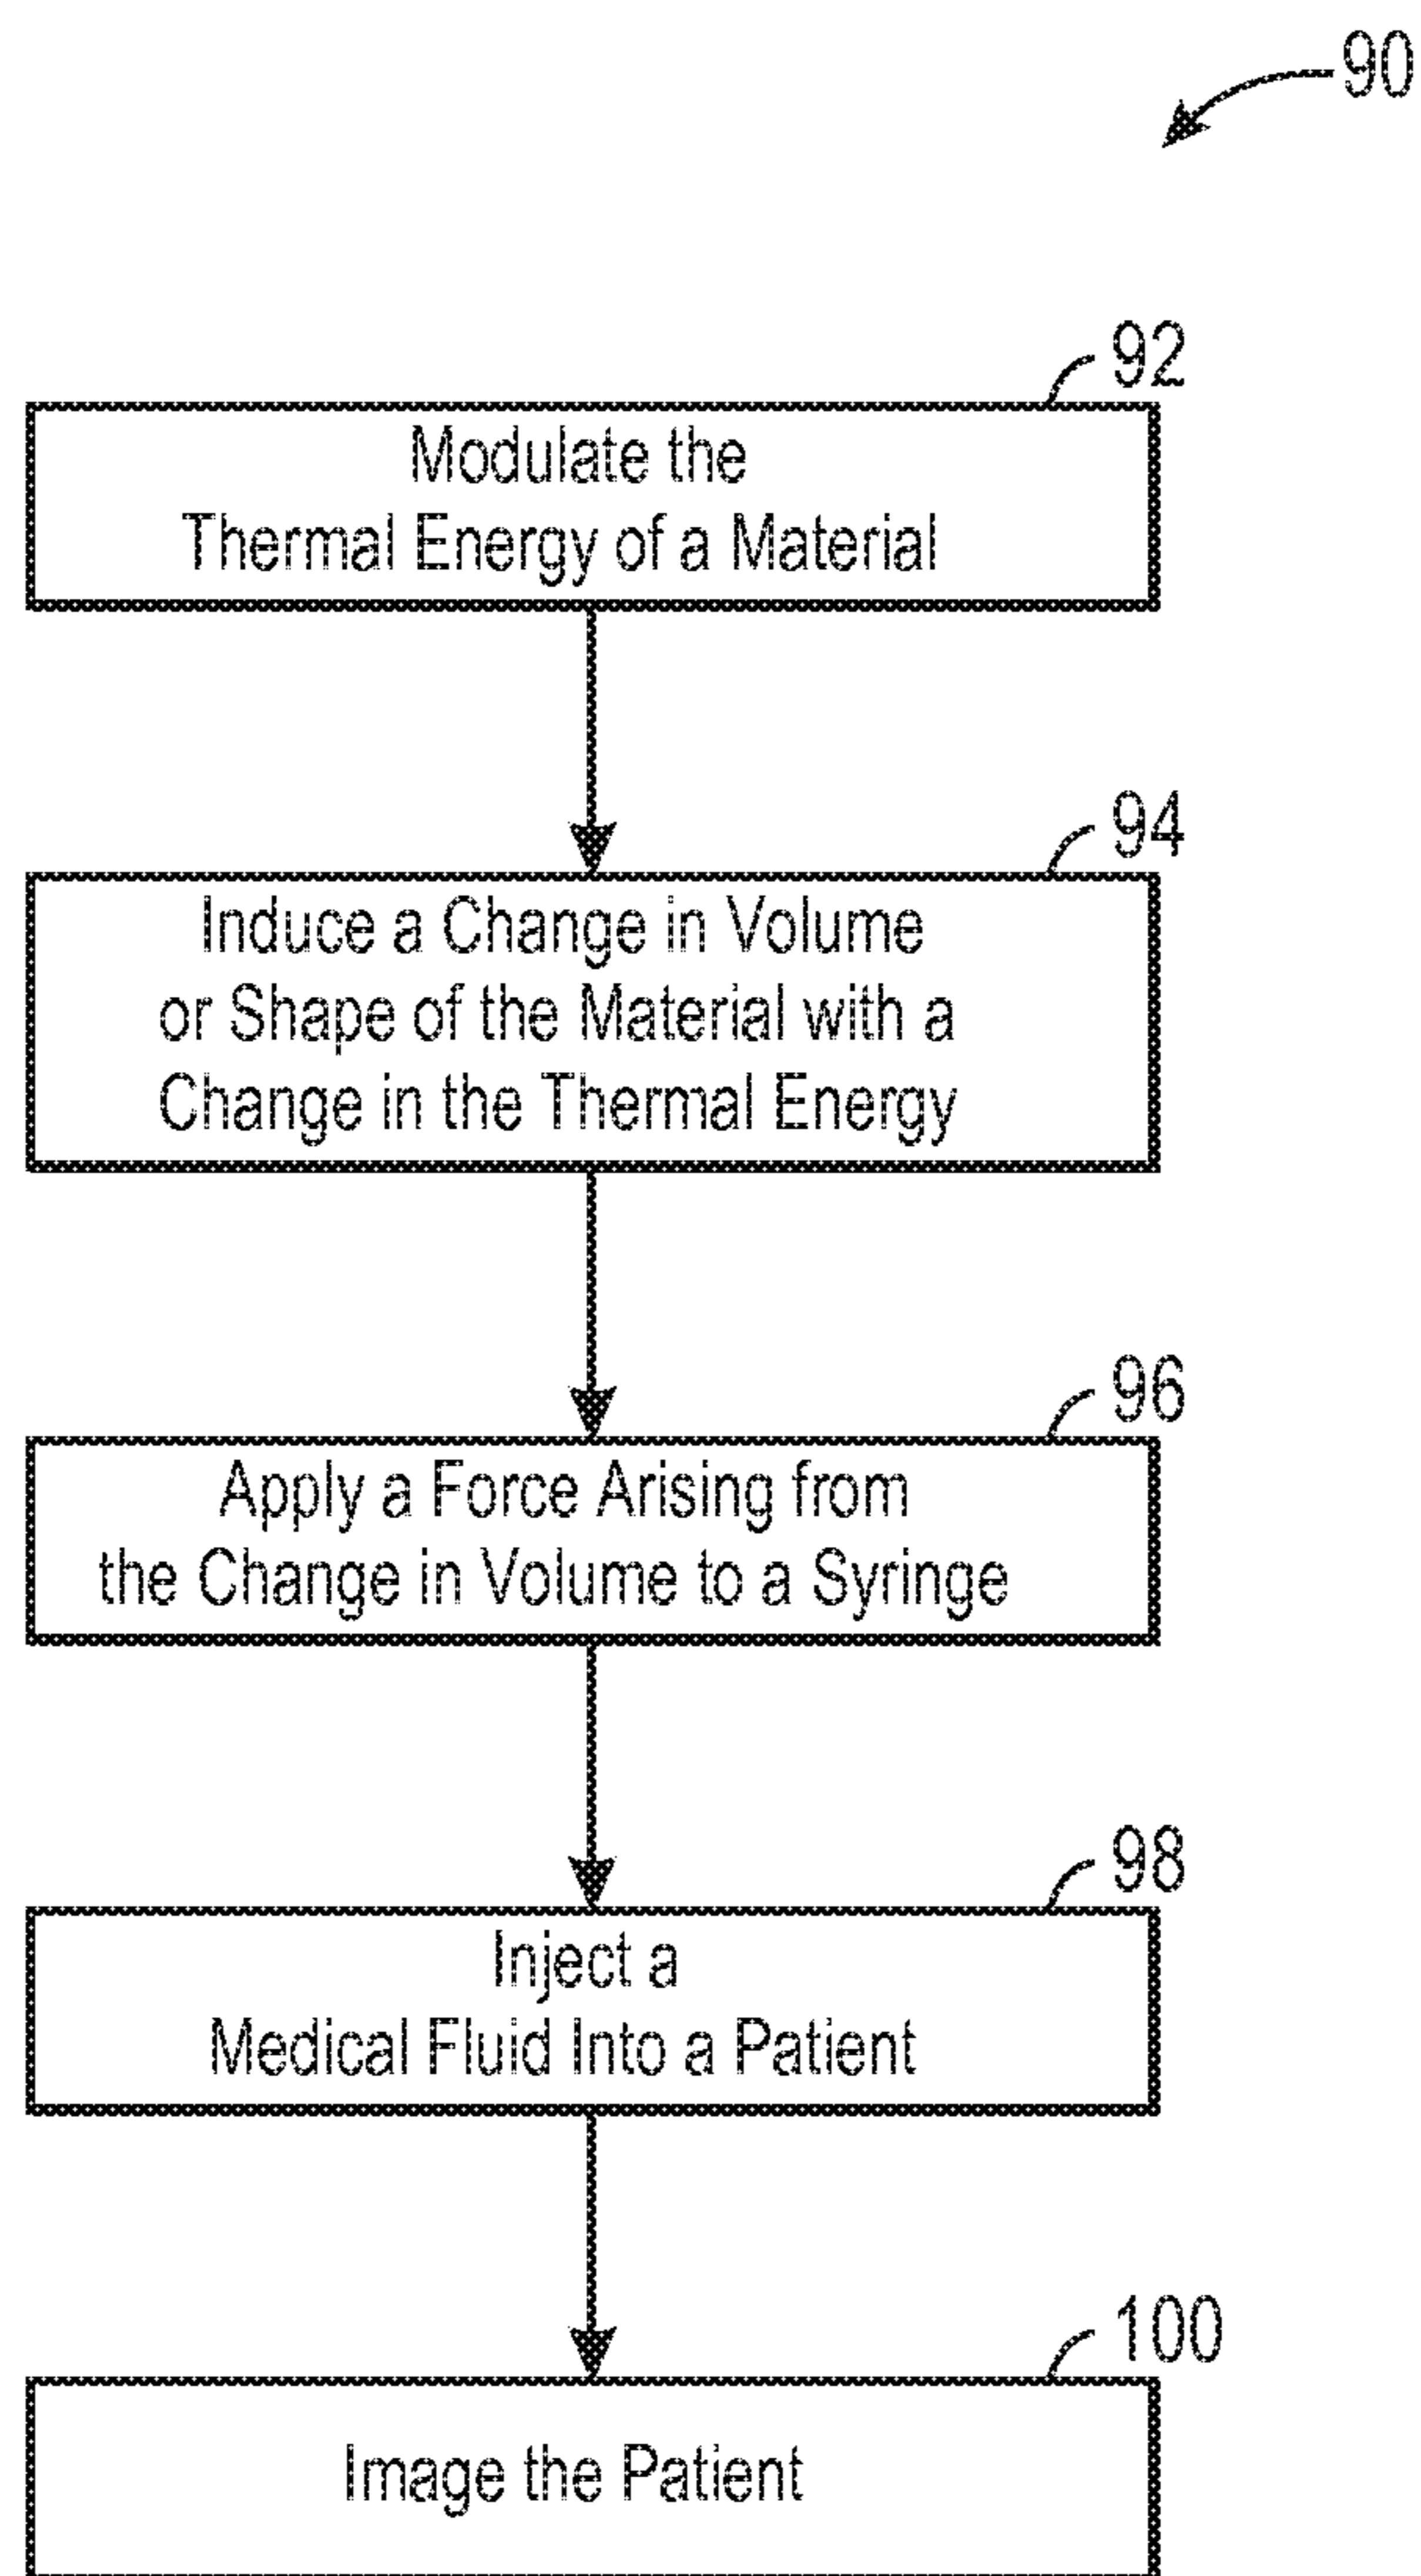 90
92
Modulate the
Thermal Energy of a Material
94
Induce a Change in Volume
or Shape of the Material with a
Change in the Thermal Energy
96
Apply a Force Arising from
the Change in Volume to a Syringe
98
Inject a
Medical Fluid Into a Patient
100
Image the Patient